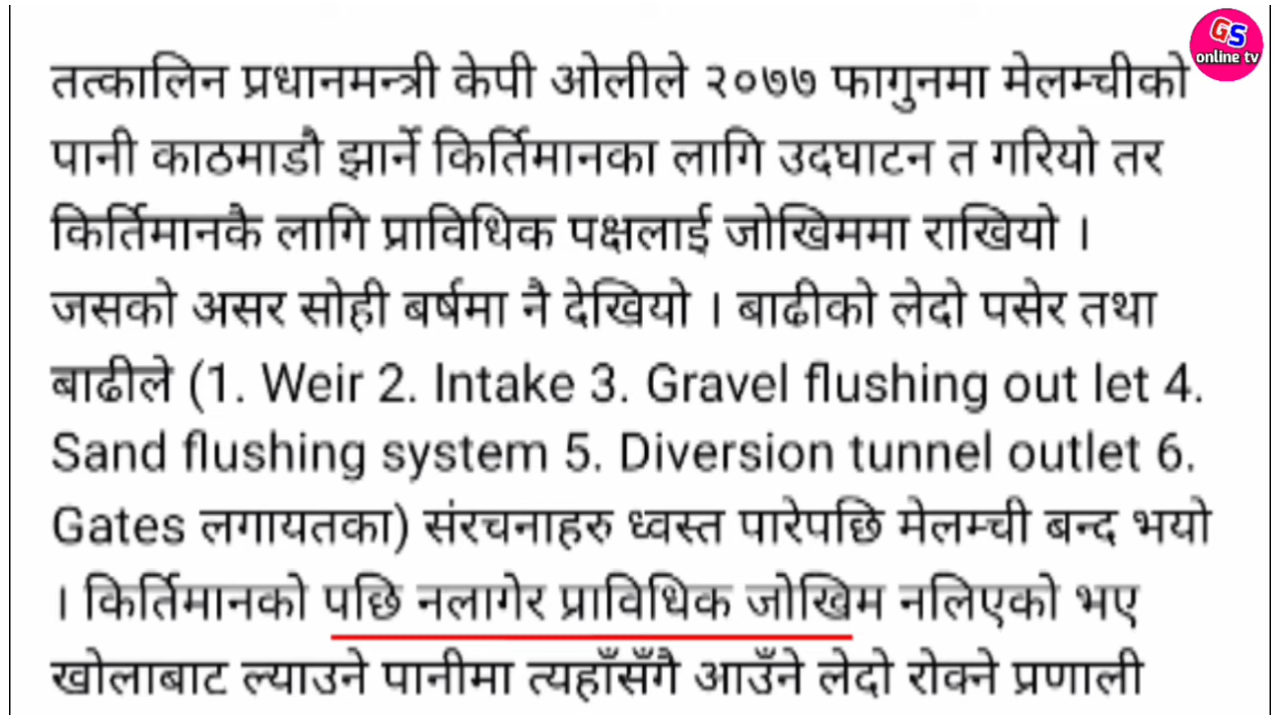 GS
online tv
तत्कालिन प्रधानमन्त्री केपी ओलीले २०७७ फागुनमा मेलम्चीको
पानी काठमाडौ झार्ने किर्तिमानका लागि उदघाटन त गरियो तर
किर्तिमानकै लागि प्राविधिक पक्षलाई जोखिममा राखियो ।
जसको असर सोही बर्षमा नै देखियो । बाढीको लेदो पसेर तथा
बाढीले (1. Weir 2. Intake 3. Gravel flushing out let 4.
Sand flushing system 5. Diversion tunnel outlet 6.
Gates लगायतका) संरचनाहरु ध्वस्त पारेपछि मेलम्ची बन्द भयो
। किर्तिमानको पछि नलागेर प्राविधिक जोखिम नलिएको भए
खोलाबाट ल्याउने पानीमा त्यहाँसँगै आउँने लेदो रोक्ने प्रणाली